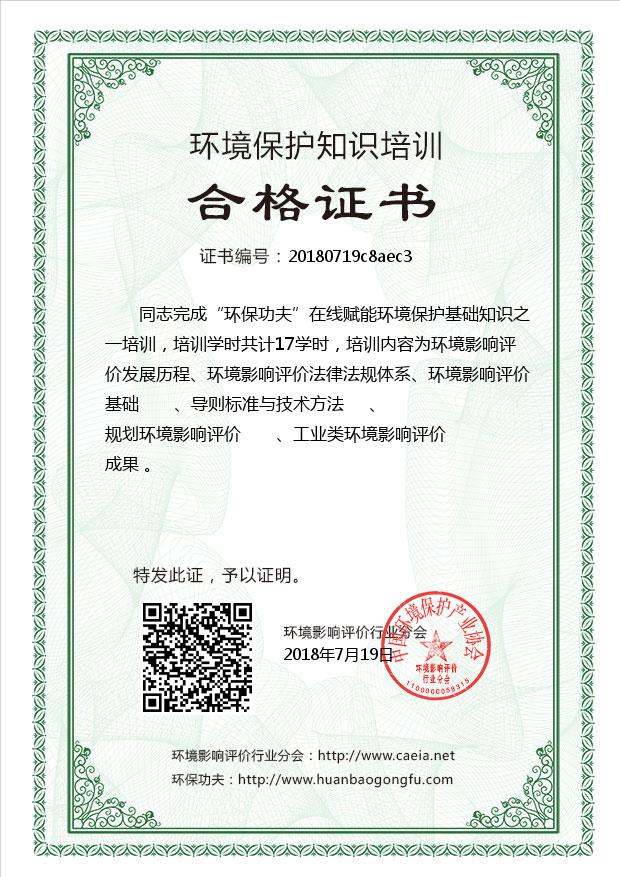 环境保护知识培训
合格证书
证书编号：20180719c8aec3
同志完成“环保功夫”在线赋能环境保护基础知识之
一培训，培训学时共计17学时，培训内容为环境影响评
价发展历程、环境影响评价法律法规体系、环境影响评价
基础 、导则标准与技术方法 、
规划环境影响评价 、工业类环境影响评价
成果 。
特发此证，予以证明。
环境影响评价行业分会
2018年7月19日
中国环境保护产业协会
环境影响评价
行业分会
1100000059315
环境影响评价行业分会：http://www.caeia.net
环保功夫：http://www.huanbaogongfu.com